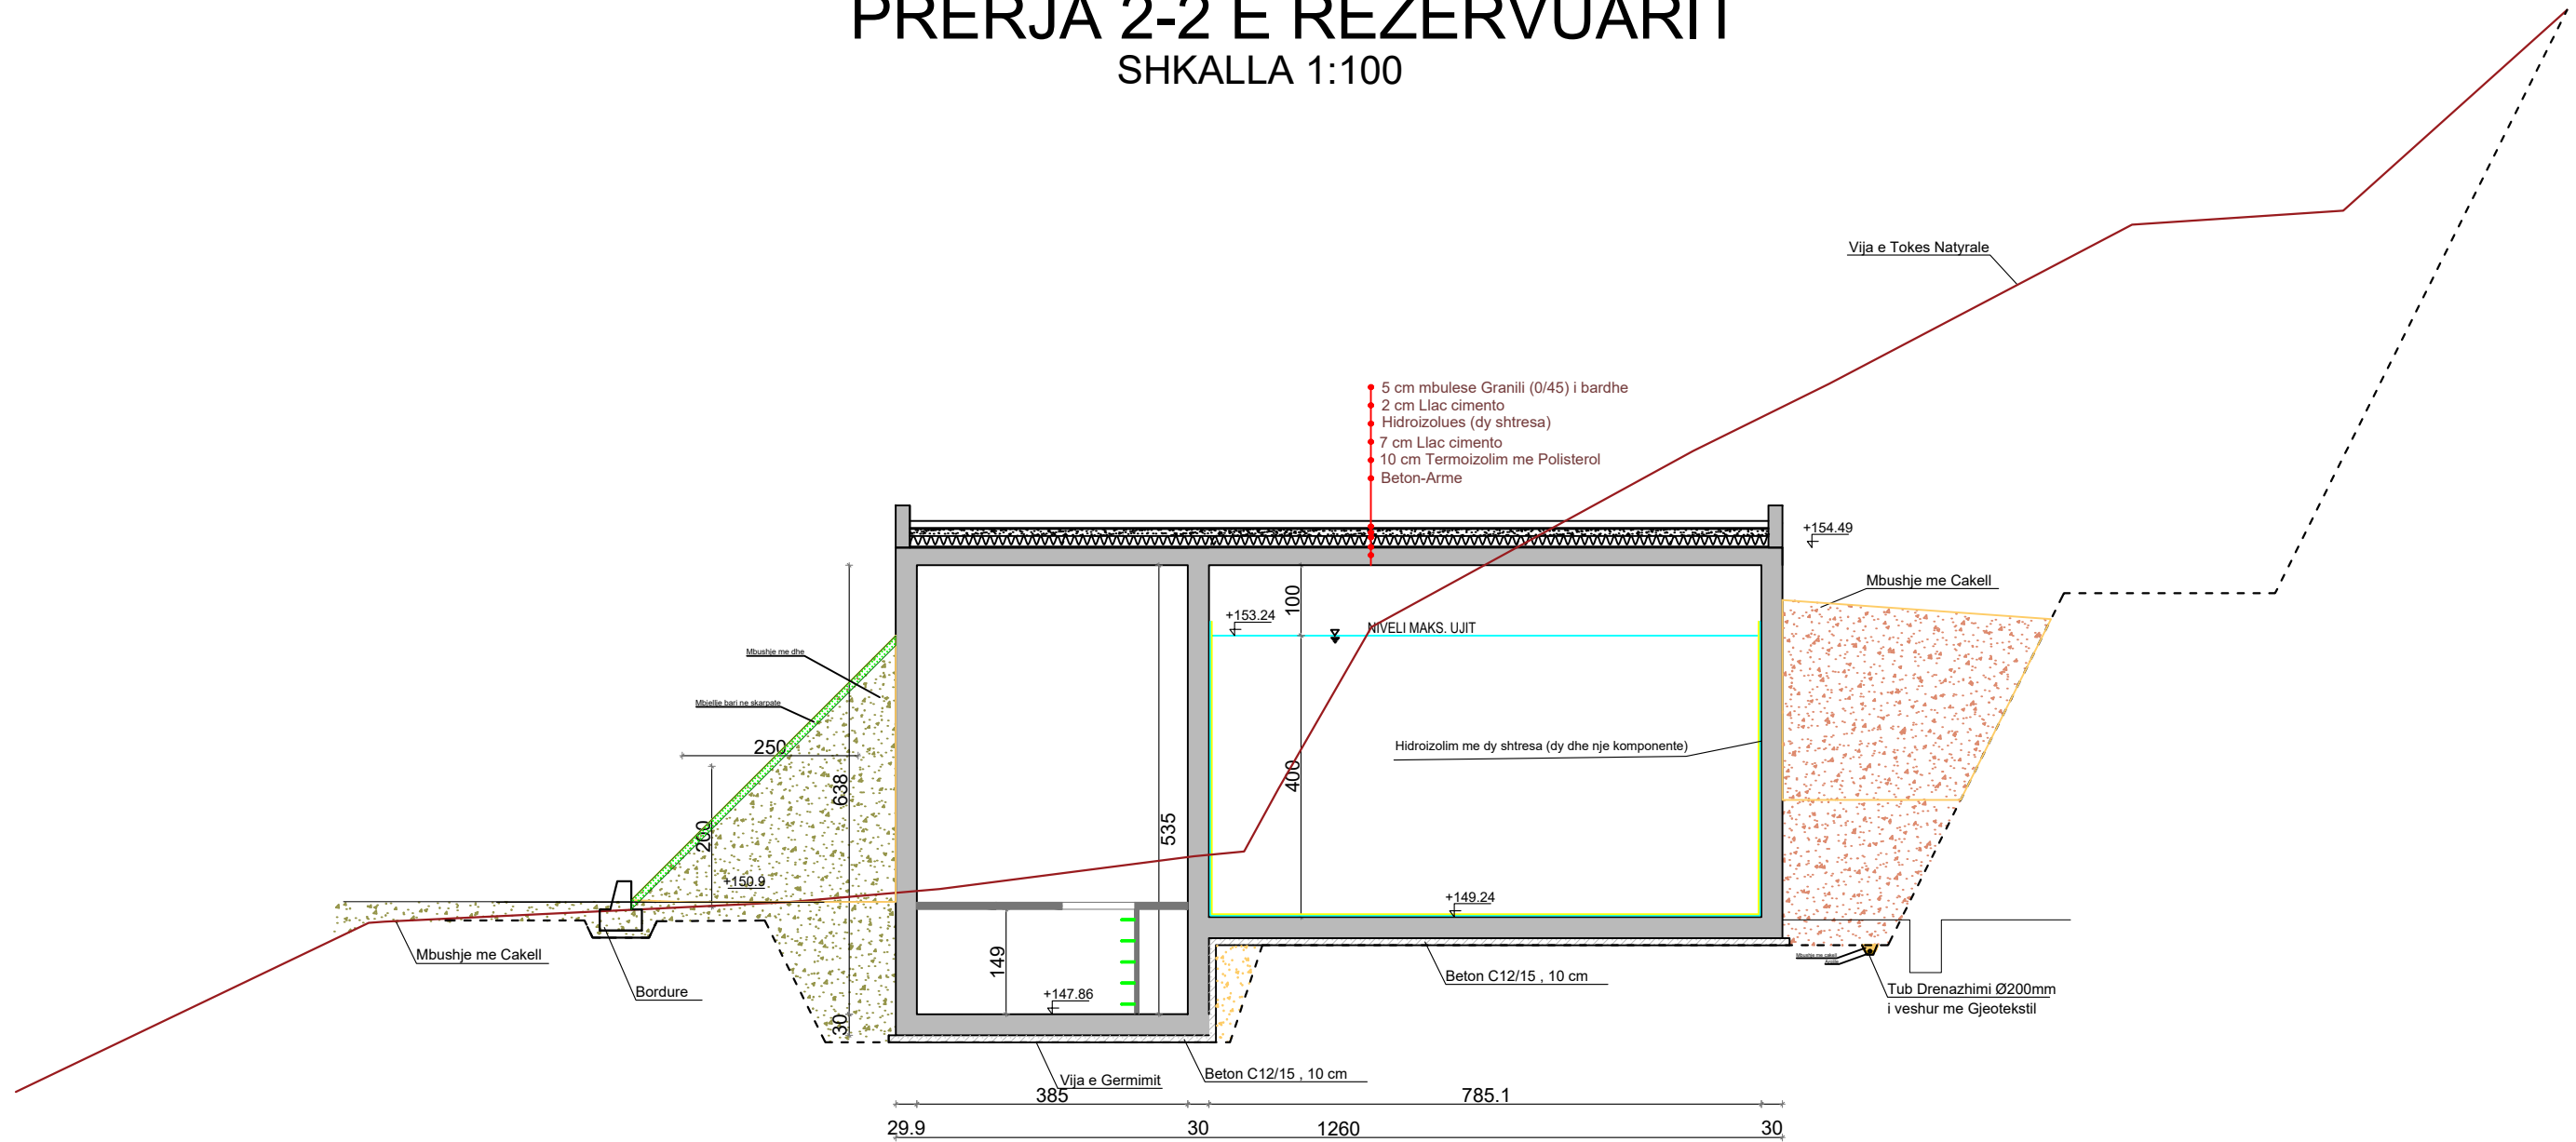 PRERJA 2-2 E REZERVUARIT
SHKALLA 1:100
Vija e Tokes Natyrale
5 cm mbulese Granili (0/45) i bardhe
2 cm Llac cimento
Hidroizolues (dy shtresa)
7 cm Llac cimento
10 cm Termoizolim me Polisterol
Beton-Arme
+154.49
Mbushje me Cakell
100
+153.24
NIVELI MAKS. UJIT
Mbushje me dhe
Mbjellje bari ne skarpate
250
638
200
535
400
Hidroizolim me dy shtresa (dy dhe nje komponente)
+150.9
+149.24
Mbushje me Cakell
149
Mbushje me cakell
Beton C12/15 , 10 cm
Bordure
+147.86
Tub Drenazhimi Ø200mm
i veshur me Gjeotekstil
30
Vija e Germimit
Beton C12/15 , 10 cm
385
785.1
29.9
30
1260
30